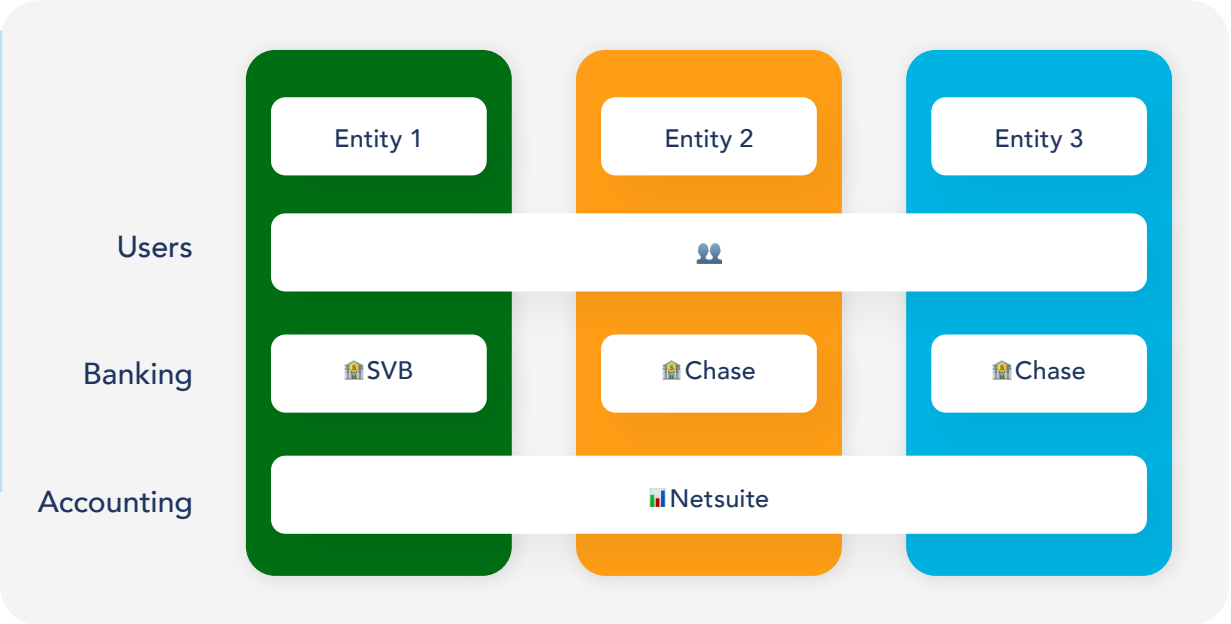 Entity 1
Entity 2
Entity 3
Users
Banking
SVB
Chase
Chase
Accounting
Netsuite